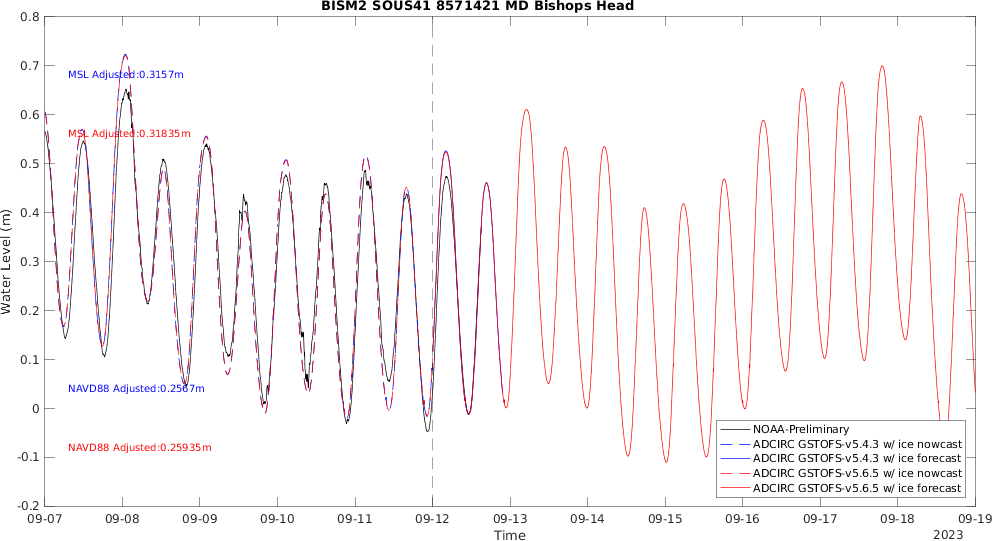 BISM2 SOUS41 8571421 MD Bishops Head
0.8
0.7
0.6
0.5
0.4
0.3
0.2
0.1
0
-0.1
-0.2
Water Level (m)
MSL Adjusted:0.3157m
MSL Adjusted:0.31835m
NAVD88 Adjusted:0.2567m
NAVD88 Adjusted:0.25935m
NOAA-Preliminary
ADCIRC GSTOFS-v5.4.3 w/ ice nowcast
ADCIRC GSTOFS-v5.4.3 w/ ice forecast
ADCIRC GSTOFS-v5.6.5 w/ ice nowcast
ADCIRC GSTOFS-v5.6.5 w/ ice forecast
09-07 09-08 09-09 09-10 09-11 09-12 09-13 09-14 09-15 09-16 09-17 09-18 09-19
Time
2023